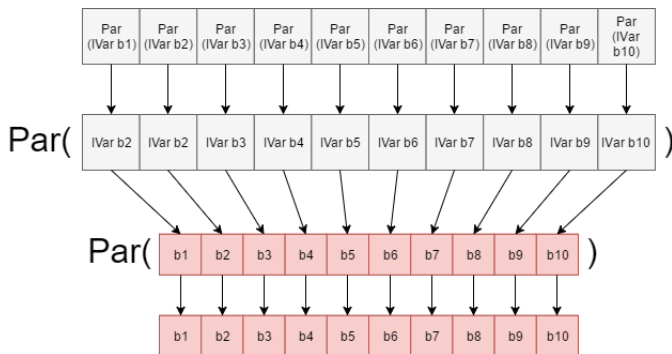 Par (IVar b1) Par (IVar b2) Par (IVar b3) Par (IVar b4) Par (IVar b5) Par (IVar b6) Par (IVar b7) Par (IVar b8) Par (IVar b9) Par (IVar b10)
Par( IVar b2 IVar b2 IVar b3 IVar b4 IVar b5 IVar b6 IVar b7 IVar b8 IVar b9 IVar b10 )
Par( b1 b2 b3 b4 b5 b6 b7 b8 b9 b10 )
b1 b2 b3 b4 b5 b6 b7 b8 b9 b10